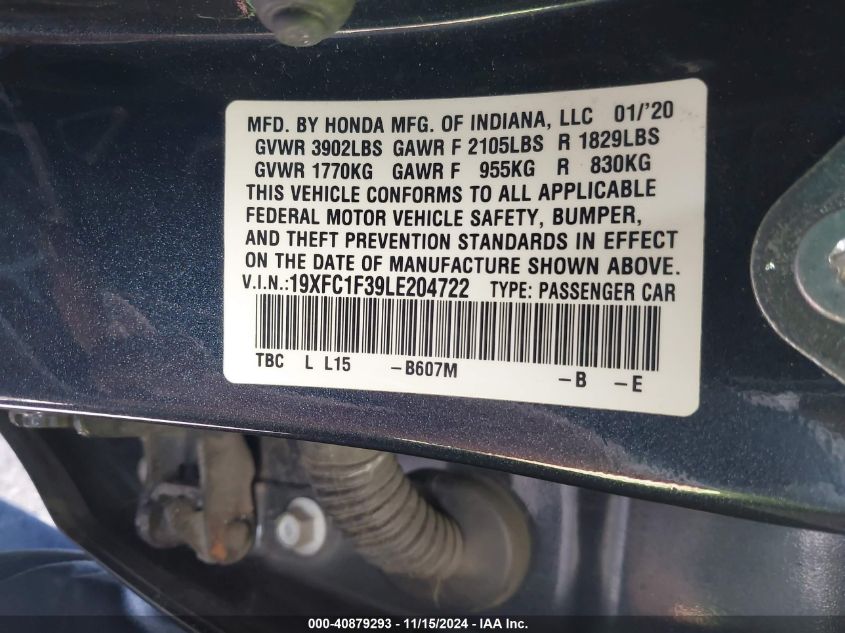 MFD. BY HONDA MFG. OF INDIANA, LLC 01/'20
GVWR 3902LBS GAWR F 2105LBS R 1829LBS
GVWR 1770KG GAWR F 955KG R 830KG
THIS VEHICLE CONFORMS TO ALL APPLICABLE
FEDERAL MOTOR VEHICLE SAFETY, BUMPER,
AND THEFT PREVENTION STANDARDS IN EFFECT
ON THE DATE OF MANUFACTURE SHOWN ABOVE.
V.I.N.:19XFC1F39LE204722 TYPE: PASSENGER CAR
TBC L L15 -B607M -B -E
000-40879293 - 11/15/2024 - IAA Inc.